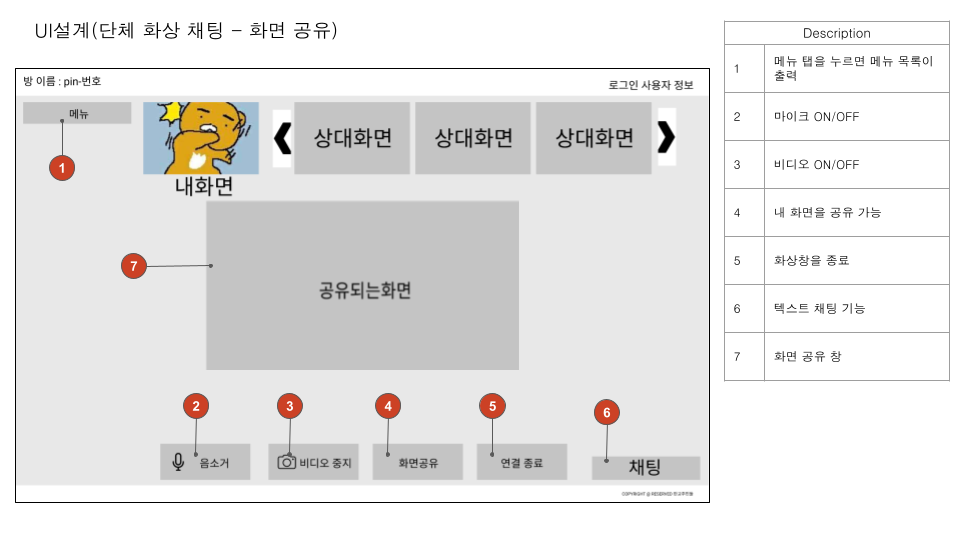 UI설계(단체 화상 채팅 – 화면 공유)
방 이름 : pin-번호
로그인 사용자 정보
메뉴
1
내화면
상대화면
상대화면
상대화면
7
공유되는화면
2
3
4
5
6
음소거
비디오 중지
화면공유
연결 종료
채팅
Description
1 메뉴 탭을 누르면 메뉴 목록이
출력
2 마이크 ON/OFF
3 비디오 ON/OFF
4 내 화면을 공유 가능
5 화상창을 종료
6 텍스트 채팅 기능
7 화면 공유 창